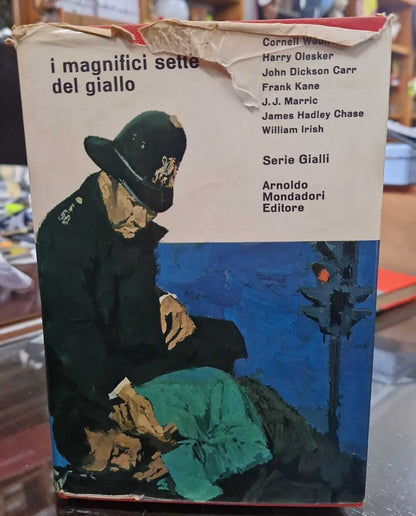 i magnifici sette
del giallo
Cornell
Harry Olesker
John Dickson Carr
Frank Kane
J. J. Marric
James Hadley Chase
William Irish
Serie Gialli
Arnoldo
Mondadori
Editore